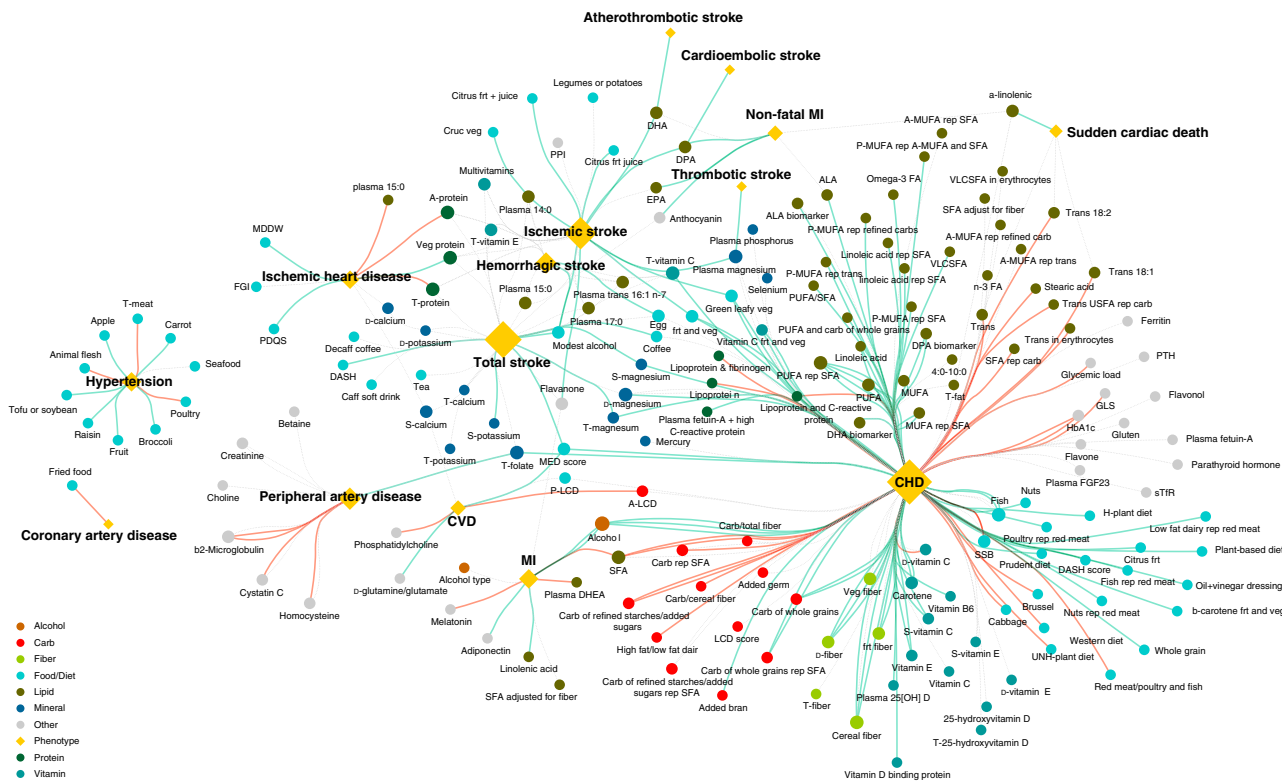 Atherothrombotic stroke
Cardioembolic stroke
Legumes or potatoes
Citrus frt + juice
a-linolenic
DHA
Non-fatal MI
A-MUFA rep SFA
Sudden cardiac death
Cruc veg
PPI
Citrus frt juice
DPA
P-MUFA rep A-MUFA and SFA
Multivitamins
Thrombotic stroke
ALA
Omega-3 FA
VLCSFA in erythrocytes
plasma 15:0
A-protein
Plasma 14:0
EPA
Anthocyanin
ALA biomarker
SFA adjust for fiber
Trans 18:2
MDDW
Veg protein
T-vitamin E
Ischemic stroke
Plasma phosphorus
P-MUFA rep refined carbs
A-MUFA rep refined carb
Linoleic acid rep SFA
VLCSFA
A-MUFA rep trans
Ischemic heart disease
Hemorrhagic stroke
T-vitamin C
Plasma magnesium
P-MUFA rep trans
linoleic acid rep SFA
n-3 FA
Trans 18:1
FGI
T-protein
Plasma 15:0
Plasma trans 16:1 n-7
Selenium
PUFA/SFA
Stearic acid
T-meat
D-calcium
Green leafy veg
P-MUFA rep SFA
Trans USFA rep carb
Apple
Carrot
PDQS
Decaff coffee
D-potassium
Plasma 17:0
Egg
frt and veg
Vitamin C frt and veg
PUFA and carb of whole grains
Trans
Trans in erythrocytes
Ferritin
Animal flesh
Seafood
Modest alcohol
Coffee
Linoleic acid
DPA biomarker
SFA rep carb
Total stroke
Lipoprotein & fibrinogen
PTH
Hypertension
DASH
Tea
S-magnesium
PUFA rep SFA
4:0-10:0
Glycemic load
Caff soft drink
T-calcium
Flavanone
D-magnesium
Lipoprotein n
PUFA
MUFA
T-fat
GLS
Flavonol
Tofu or soybean
Poultry
Lipoprotein and C-reactive
protein
Raisin
Broccoli
Betaine
S-calcium
S-potassium
T-magnesum
Plasma fetuin-A + high
C-reactive protein
DHA biomarker
MUFA rep SFA
HbA1c
Gluten
Fruit
Mercury
Plasma fetuin-A
Creatinine
T-potassium
T-folate
MED score
Flavone
Parathyroid hormone
Fried food
P-LCD
CHD
Plasma FGF23
sTfR
Choline
Peripheral artery disease
A-LCD
Fish
Nuts
CVD
H-plant diet
Coronary artery disease
b2-Microglobulin
Phosphatidylcholine
Alcohol
Carb/total fiber
Poultry rep red meat
Low fat dairy rep red meat
MI
SFA
Carb rep SFA
D-vitamin C
SSB
Prudent diet
Citrus frt
Plant-based diet
Alcohol type
Added germ
Veg fiber
Carotene
DASH score
Fish rep red meat
Cystatin C
D-glutamine/glutamate
Plasma DHEA
Carb/cereal fiber
Vitamin B6
Brussel
Oil+vinegar dressing
Homocysteine
Melatonin
Carb of refined starches/added
sugars
Carb of whole grains
Cabbage
Nuts rep red meat
b-carotene frt and veg
LCD score
S-vitamin C
Adiponectin
High fat/low fat dair
D-fiber
frt fiber
S-vitamin E
UNH-plant diet
Western diet
Whole grain
Linolenic acid
Carb of whole grains rep SFA
Vitamin E
Vitamin C
Carb of refined starches/added
sugars rep SFA
Plasma 25[OH] D
D-vitamin E
Red meat/poultry and fish
SFA adjusted for fiber
Added bran
T-fiber
25-hydroxyvitamin D
Cereal fiber
T-25-hydroxyvitamin D
Vitamin D binding protein
Alcohol
Carb
Fiber
Food/Diet
Lipid
Mineral
Other
Phenotype
Protein
Vitamin